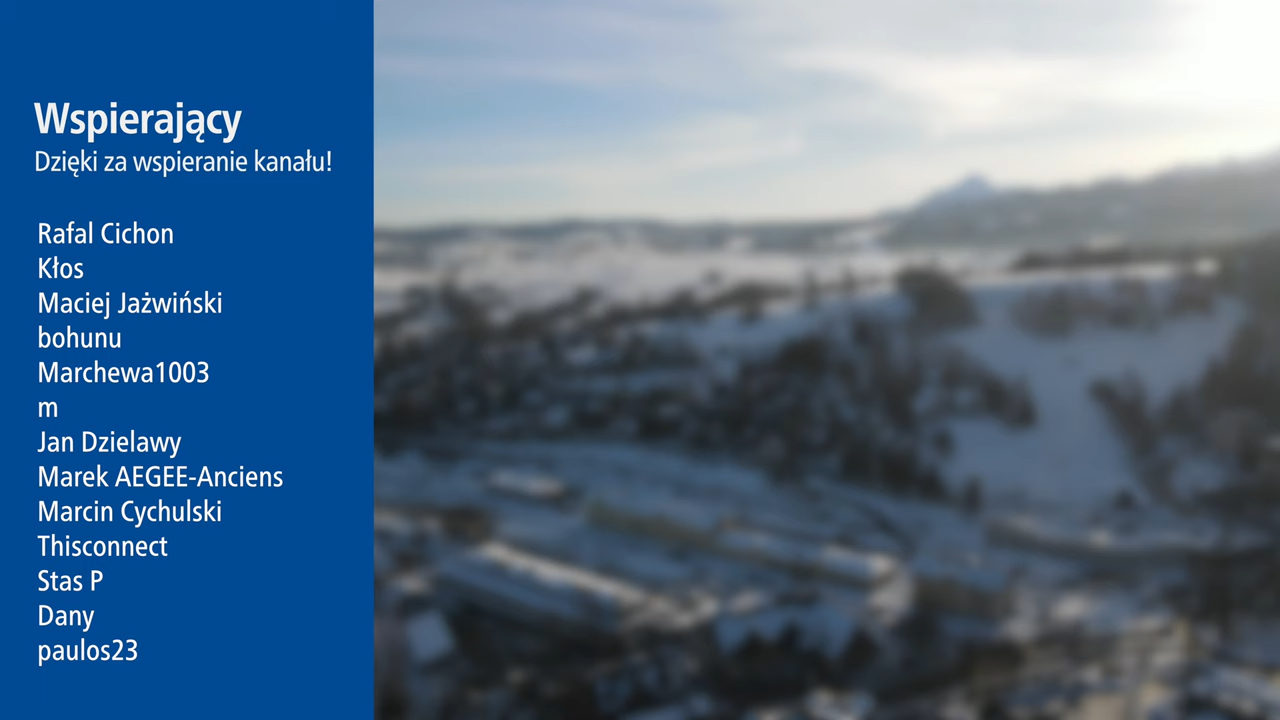 Wspierający
Dzięki za wspieranie kanału!
Rafal Cichon
Kłos
Maciej Jażwiński
bohunu
Marchewa1003
m
Jan Dzielawy
Marek AEGEE-Anciens
Marcin Cychulski
Thisconnect
Stas P
Dany
paulos23